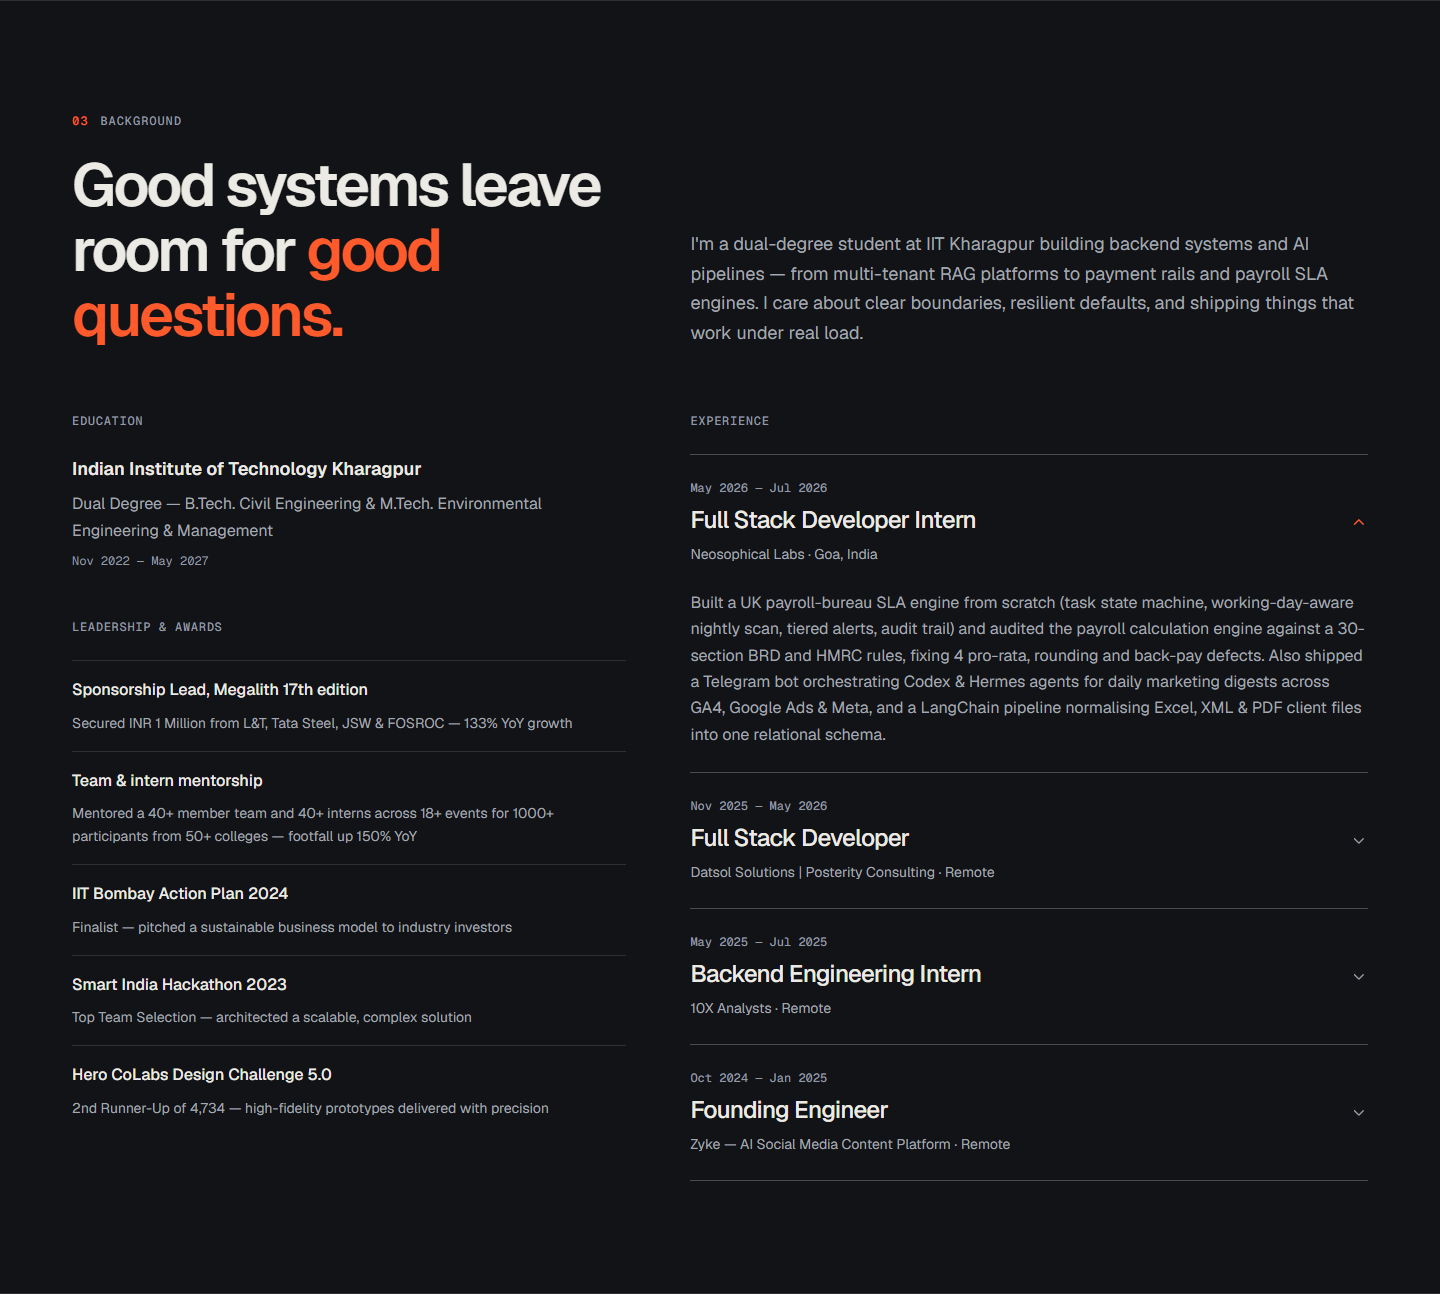 03 BACKGROUND
Good systems leave
room for good
questions.
I'm a dual-degree student at IIT Kharagpur building backend systems and AI
pipelines — from multi-tenant RAG platforms to payment rails and payroll SLA
engines. I care about clear boundaries, resilient defaults, and shipping things that
work under real load.
EDUCATION
Indian Institute of Technology Kharagpur
Dual Degree — B.Tech. Civil Engineering & M.Tech. Environmental
Engineering & Management
Nov 2022 — May 2027
LEADERSHIP & AWARDS
Sponsorship Lead, Megalith 17th edition
Secured INR 1 Million from L&T, Tata Steel, JSW & FOSROC — 133% YoY growth
Team & intern mentorship
Mentored a 40+ member team and 40+ interns across 18+ events for 1000+
participants from 50+ colleges — footfall up 150% YoY
IIT Bombay Action Plan 2024
Finalist — pitched a sustainable business model to industry investors
Smart India Hackathon 2023
Top Team Selection — architected a scalable, complex solution
Hero CoLabs Design Challenge 5.0
2nd Runner-Up of 4,734 — high-fidelity prototypes delivered with precision
EXPERIENCE
May 2026 — Jul 2026
Full Stack Developer Intern
Neosophical Labs · Goa, India
Built a UK payroll-bureau SLA engine from scratch (task state machine, working-day-aware
nightly scan, tiered alerts, audit trail) and audited the payroll calculation engine against a 30-
section BRD and HMRC rules, fixing 4 pro-rata, rounding and back-pay defects. Also shipped
a Telegram bot orchestrating Codex & Hermes agents for daily marketing digests across
GA4, Google Ads & Meta, and a LangChain pipeline normalising Excel, XML & PDF client files
into one relational schema.
Nov 2025 — May 2026
Full Stack Developer
Datsol Solutions | Posterity Consulting · Remote
May 2025 — Jul 2025
Backend Engineering Intern
10X Analysts · Remote
Oct 2024 — Jan 2025
Founding Engineer
Zyke — AI Social Media Content Platform · Remote